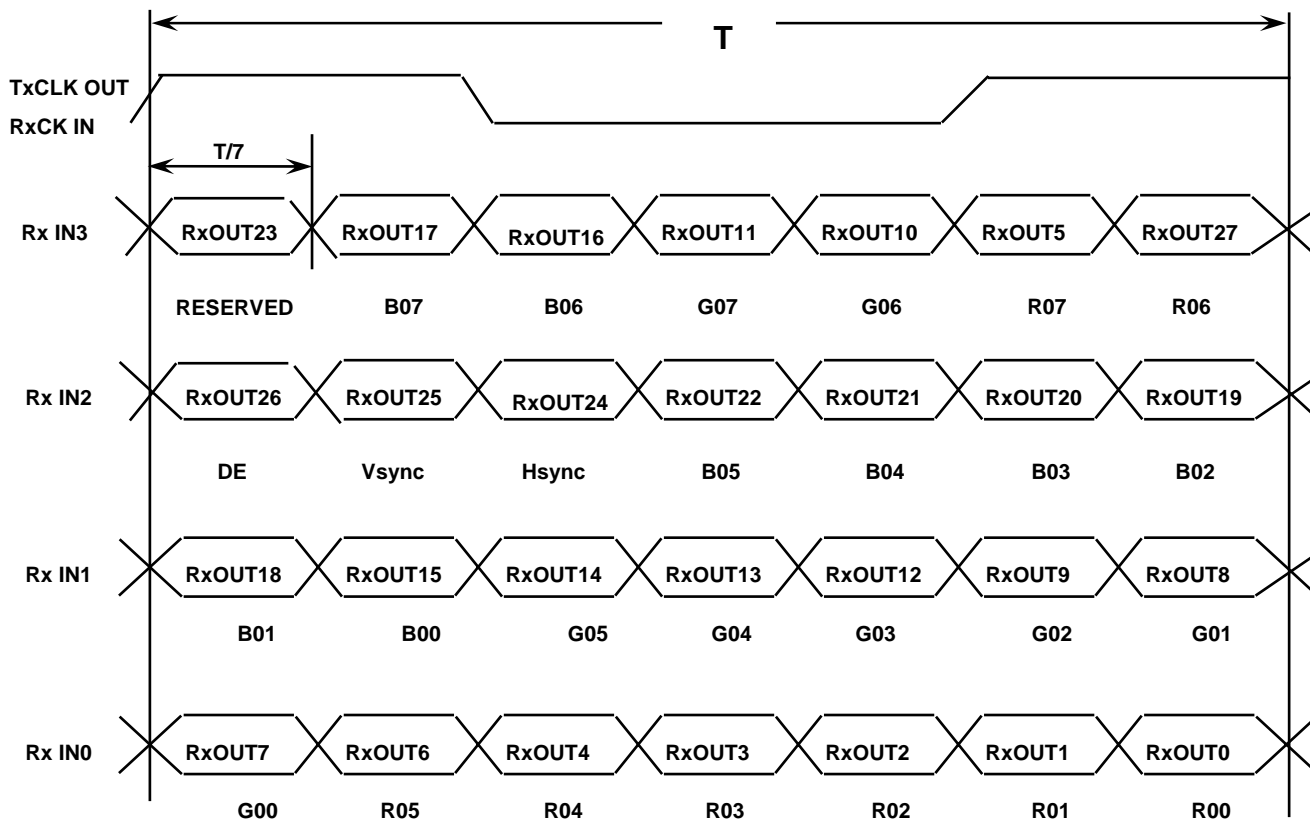 T
TxCLK OUT
RxCK IN
T/7
Rx IN3 RxOUT23 RxOUT17 RxOUT16 RxOUT11 RxOUT10 RxOUT5 RxOUT27
RESERVED B07 B06 G07 G06 R07 R06
Rx IN2 RxOUT26 RxOUT25 RxOUT24 RxOUT22 RxOUT21 RxOUT20 RxOUT19
DE Vsync Hsync B05 B04 B03 B02
Rx IN1 RxOUT18 RxOUT15 RxOUT14 RxOUT13 RxOUT12 RxOUT9 RxOUT8
B01 B00 G05 G04 G03 G02 G01
Rx IN0 RxOUT7 RxOUT6 RxOUT4 RxOUT3 RxOUT2 RxOUT1 RxOUT0
G00 R05 R04 R03 R02 R01 R00